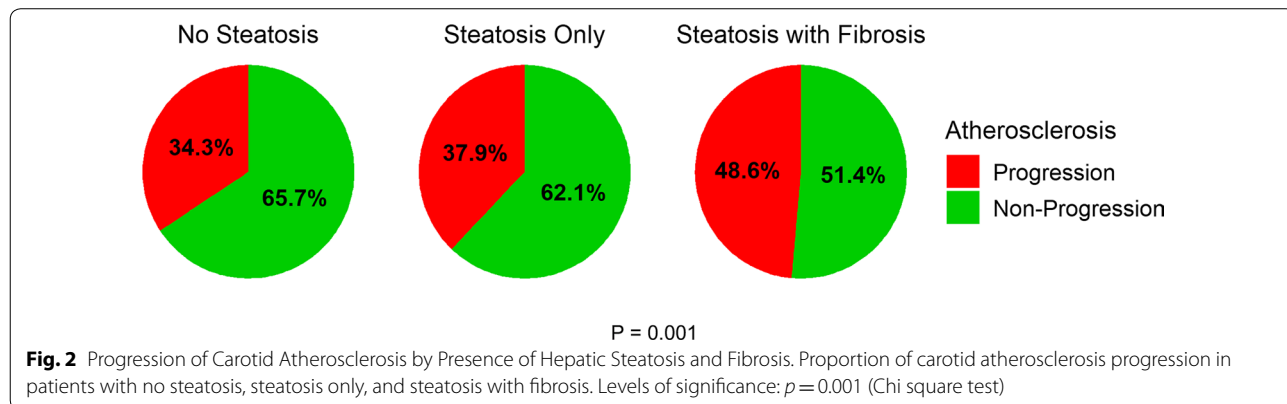 No Steatosis
Steatosis Only
Steatosis with Fibrosis
34.3%
65.7%
37.9%
62.1%
48.6%
51.4%
Atherosclerosis
Progression
Non-Progression
P = 0.001
Fig. 2 Progression of Carotid Atherosclerosis by Presence of Hepatic Steatosis and Fibrosis. Proportion of carotid atherosclerosis progression in
patients with no steatosis, steatosis only, and steatosis with fibrosis. Levels of significance: p = 0.001 (Chi square test)